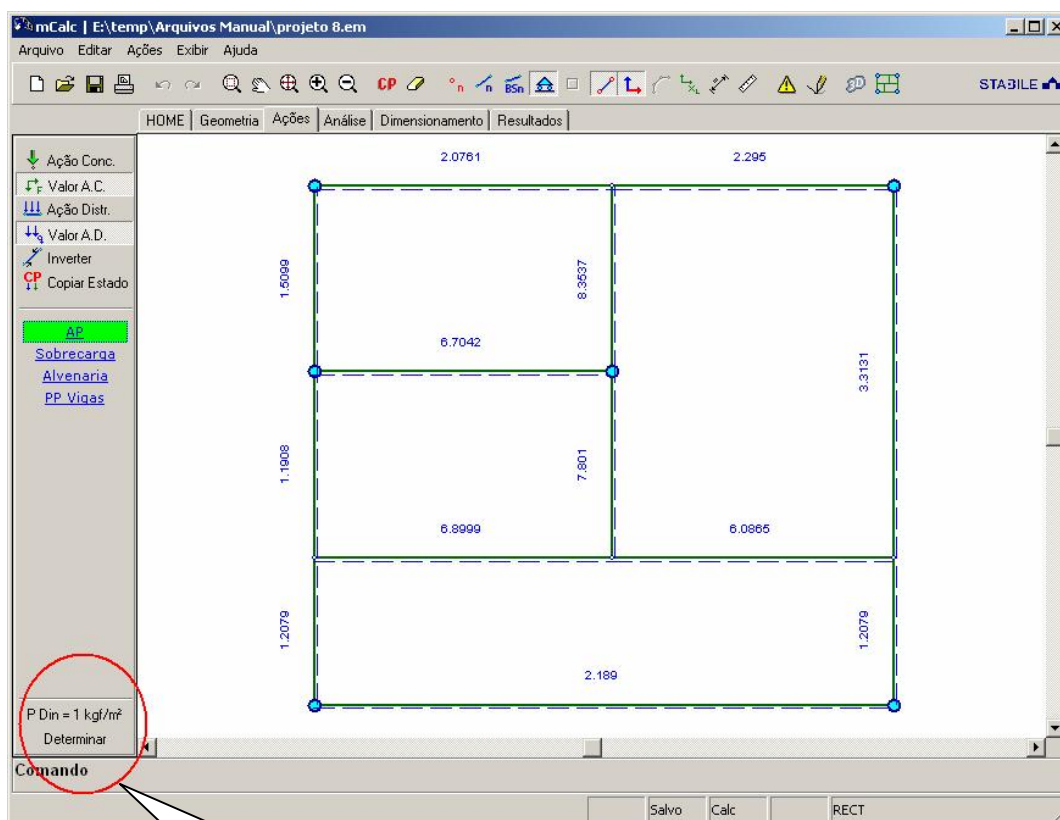 mCalc | E:\temp\Arquivos Manual\projeto 8.em
Arquivo Editar Ações Exibir Ajuda
CP n n BSn XL STABILE
HOME Geometria Ações Análise Dimensionamento Resultados
Ação Conc.
F Valor A.C.
Ação Distr.
q Valor A.D.
Inverter
CP Copiar Estado
AP
Sobrecarga
Alvenaria
PP Vigas
P Din = 1 kgf/m²
Determinar
2.0761 2.295
1.5099 8.3537
6.7042
3.3131
1.1908 7.801
6.8999 6.0865
1.2079 1.2079
2.189
Comando
Salvo Calc RECT